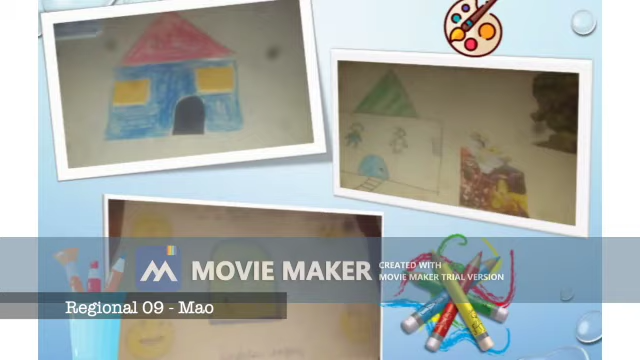 MOVIE MAKER
CREATED WITH
MOVIE MAKER TRIAL VERSION
Regional 09 - Mao